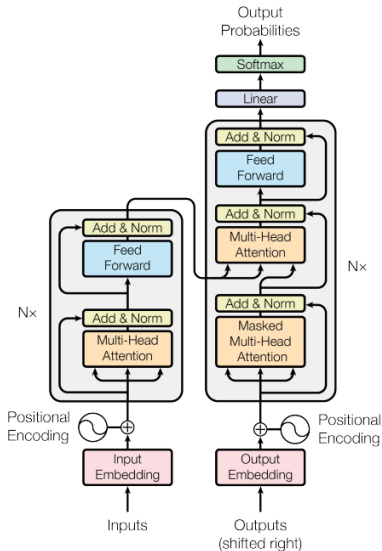 Output
Probabilities
Softmax
Linear
Add & Norm
Feed
Forward
Add & Norm
Multi-Head
Attention
Add & Norm
Masked
Multi-Head
Attention
N×
Add & Norm
Feed
Forward
Add & Norm
Multi-Head
Attention
N×
Positional
Encoding
Positional
Encoding
Input
Embedding
Output
Embedding
Inputs
Outputs
(shifted right)